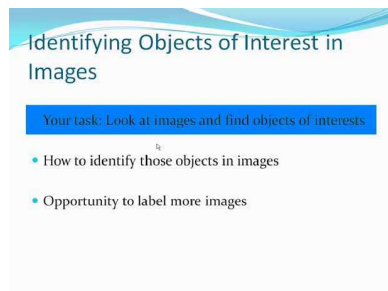 Identifying Objects of Interest in
Images
Your task: Look at images and find objects of interests
How to identify those objects in images
Opportunity to label more images